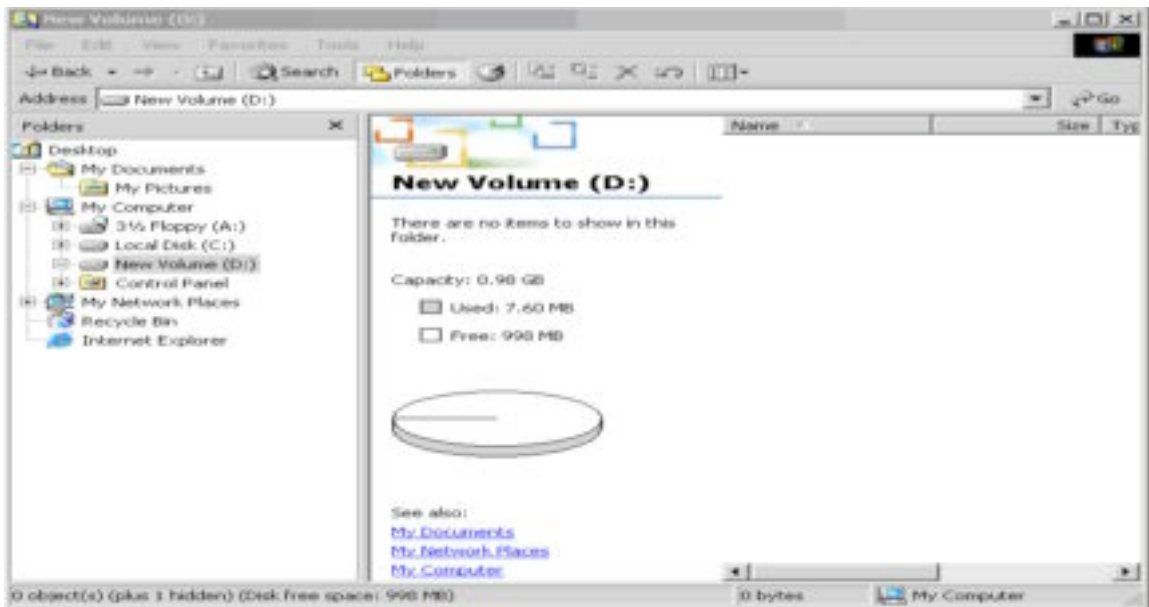 New Volume (D:)
File Edit View Favorites Tools Help
Back Search Folders
Address New Volume (D:) Go
Folders
Desktop
My Documents
My Pictures
My Computer
3½ Floppy (A:)
Local Disk (C:)
New Volume (D:)
Control Panel
My Network Places
Recycle Bin
Internet Explorer
New Volume (D:)
There are no items to show in this
folder.
Capacity: 0.98 GB
Used: 7.60 MB
Free: 998 MB
See also:
My Documents
My Network Places
My Computer
Name Size Typ
0 object(s) (plus 1 hidden) (Disk free space: 998 MB) 0 bytes My Computer